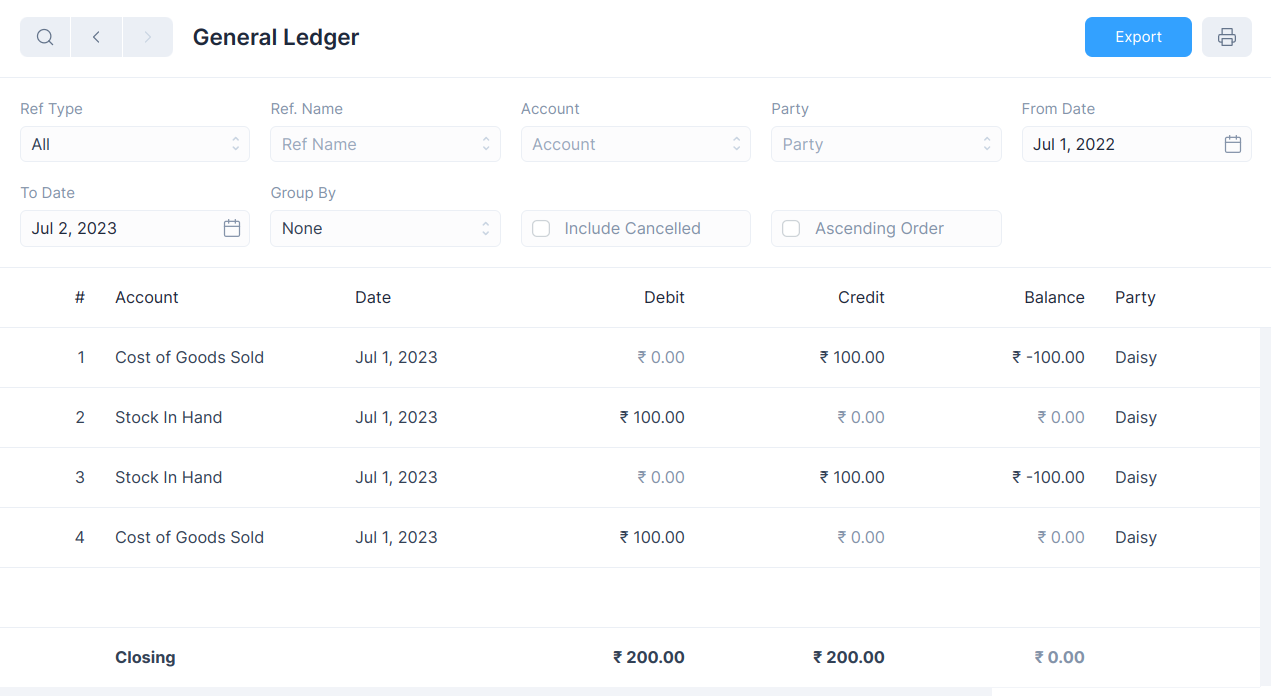 General Ledger Export
Ref Type Ref. Name Account Party From Date
All Ref Name Account Party Jul 1, 2022
To Date Group By
Jul 2, 2023 None Include Cancelled Ascending Order
# Account Date Debit Credit Balance Party
1 Cost of Goods Sold Jul 1, 2023 ₹ 0.00 ₹ 100.00 ₹ -100.00 Daisy
2 Stock In Hand Jul 1, 2023 ₹ 100.00 ₹ 0.00 ₹ 0.00 Daisy
3 Stock In Hand Jul 1, 2023 ₹ 0.00 ₹ 100.00 ₹ -100.00 Daisy
4 Cost of Goods Sold Jul 1, 2023 ₹ 100.00 ₹ 0.00 ₹ 0.00 Daisy
Closing ₹ 200.00 ₹ 200.00 ₹ 0.00